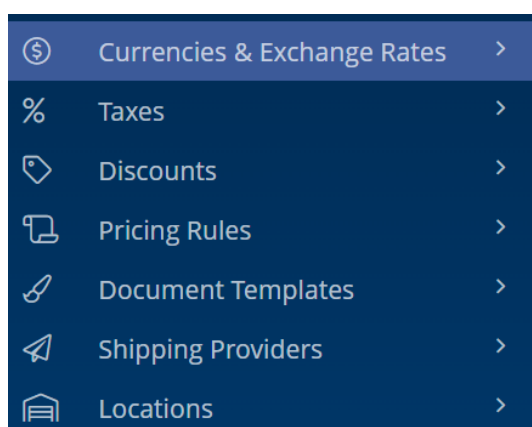 Currencies & Exchange Rates
Taxes
Discounts
Pricing Rules
Document Templates
Shipping Providers
Locations